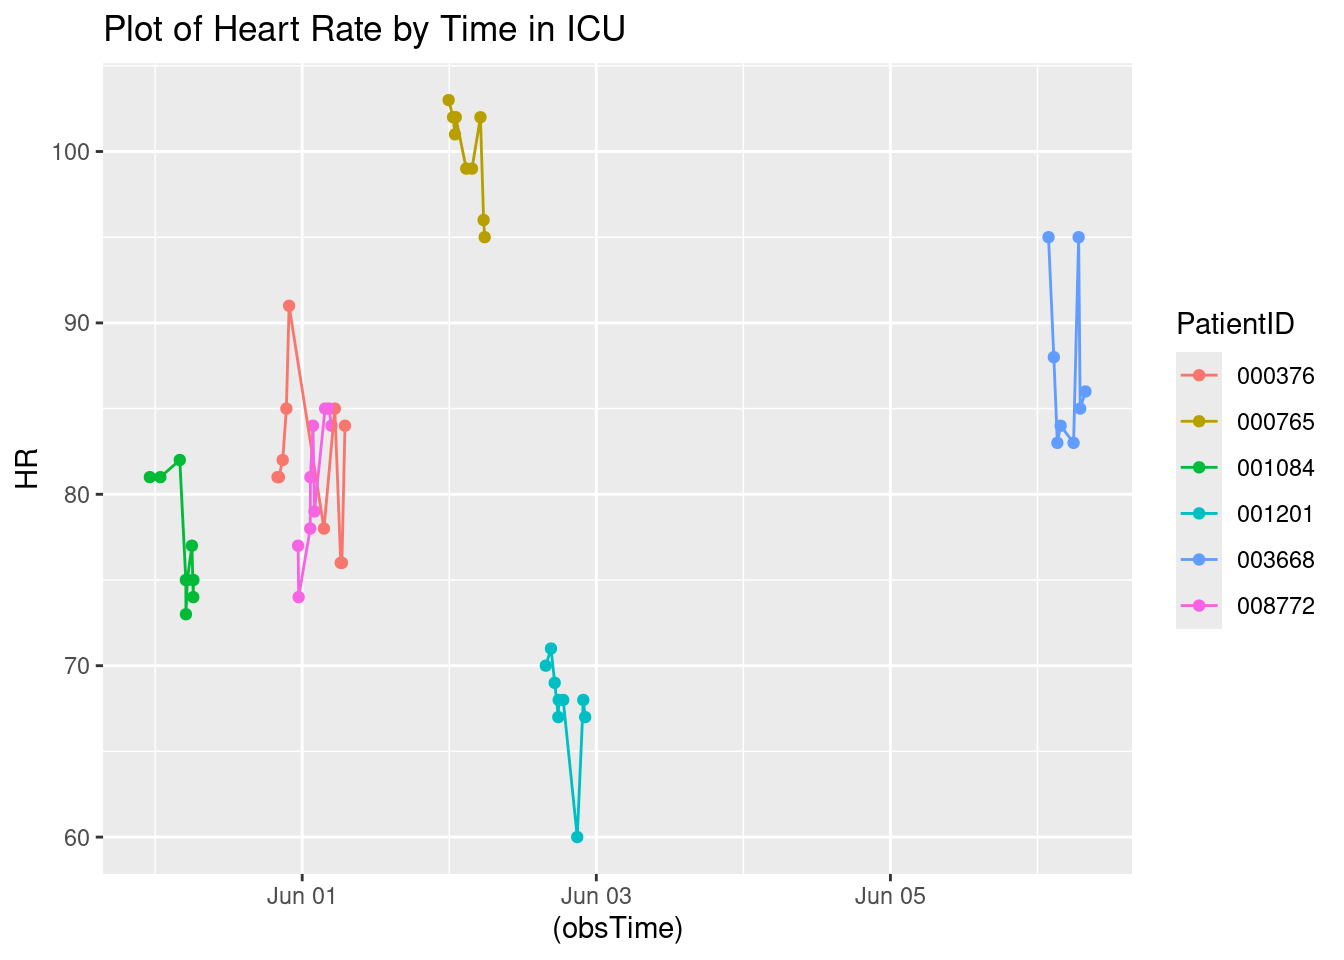 Plot of Heart Rate by Time in ICU
HR
100
90
80
70
60
Jun 01
Jun 03
Jun 05
(obsTime)
PatientID
000376
000765
001084
001201
003668
008772